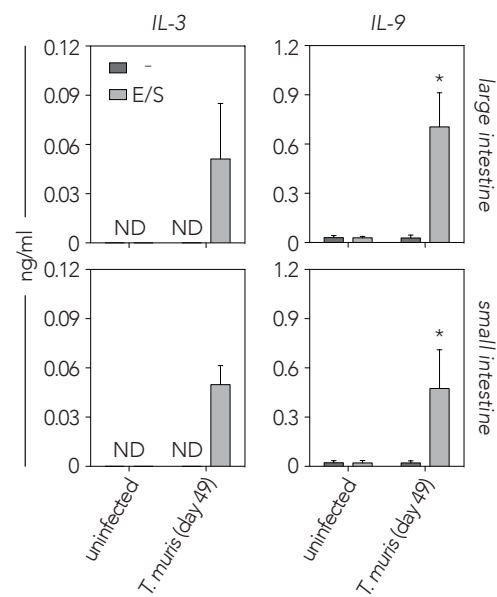 IL-3
IL-9
0.12
0.09
0.06
0.03
0
-
E/S
ND
ND
1.2
0.9
0.6
0.3
0
*
large intestine
ng/ml
0.12
0.09
0.06
0.03
0
ND
ND
1.2
0.9
0.6
0.3
0
*
small intestine
uninfected
T. muris (day 49)
uninfected
T. muris (day 49)